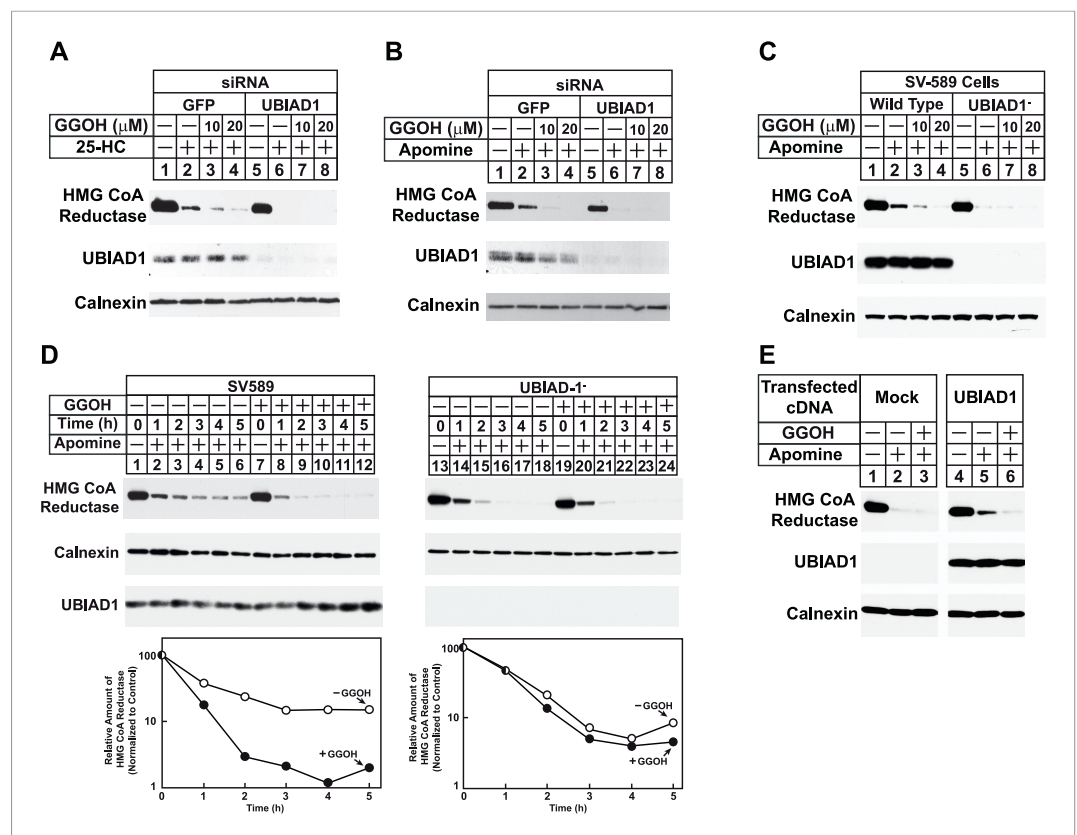 A
siRNA
GFP UBIAD1
GGOH (μM) — — 10 20 — — 10 20
25-HC — + + + — + + +
1 2 3 4 5 6 7 8
HMG CoA
Reductase
UBIAD1
Calnexin
B
siRNA
GFP UBIAD1
GGOH (μM) — — 10 20 — — 10 20
Apomine — + + + — + + +
1 2 3 4 5 6 7 8
HMG CoA
Reductase
UBIAD1
Calnexin
C
SV-589 Cells
Wild Type UBIAD1-
GGOH (μM) — — 10 20 — — 10 20
Apomine — + + + — + + +
1 2 3 4 5 6 7 8
HMG CoA
Reductase
UBIAD1
Calnexin
D
SV589
GGOH — — — — — — + + + + + +
Time (h) 0 1 2 3 4 5 0 1 2 3 4 5
Apomine — + + + + + — + + + + +
1 2 3 4 5 6 7 8 9 10 11 12
HMG CoA
Reductase
Calnexin
UBIAD1
UBIAD-1-
— — — — — — + + + + + +
0 1 2 3 4 5 0 1 2 3 4 5
— + + + + + — + + + + +
13 14 15 16 17 18 19 20 21 22 23 24
Relative Amount of
HMG CoA Reductase
(Normalized to Control)
100
10
1
—GGOH
+GGOH
0 1 2 3 4 5
Time (h)
Relative Amount of
HMG CoA Reductase
(Normalized to Control)
100
10
1
—GGOH
+GGOH
0 1 2 3 4 5
Time (h)
E
Transfected
cDNA
Mock UBIAD1
GGOH — — + — — +
Apomine — + + — + +
1 2 3 4 5 6
HMG CoA
Reductase
UBIAD1
Calnexin